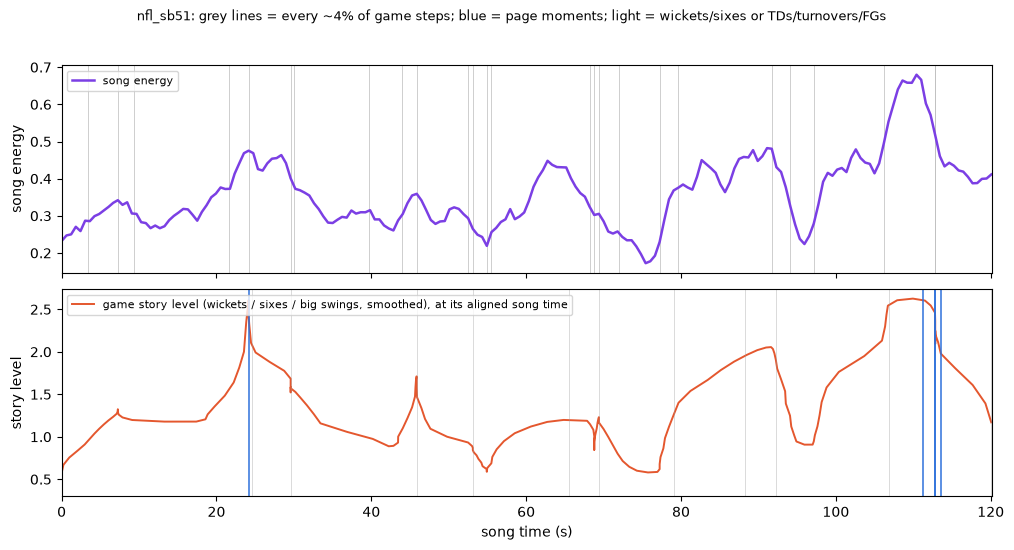 nfl_sb51: grey lines = every ~4% of game steps; blue = page moments; light = wickets/sixes or TDs/turnovers/FGs
song energy
0.7
0.6
0.5
0.4
0.3
0.2
song energy
game story level (wickets / sixes / big swings, smoothed), at its aligned song time
2.5
2.0
1.5
1.0
0.5
story level
0 20 40 60 80 100 120
song time (s)